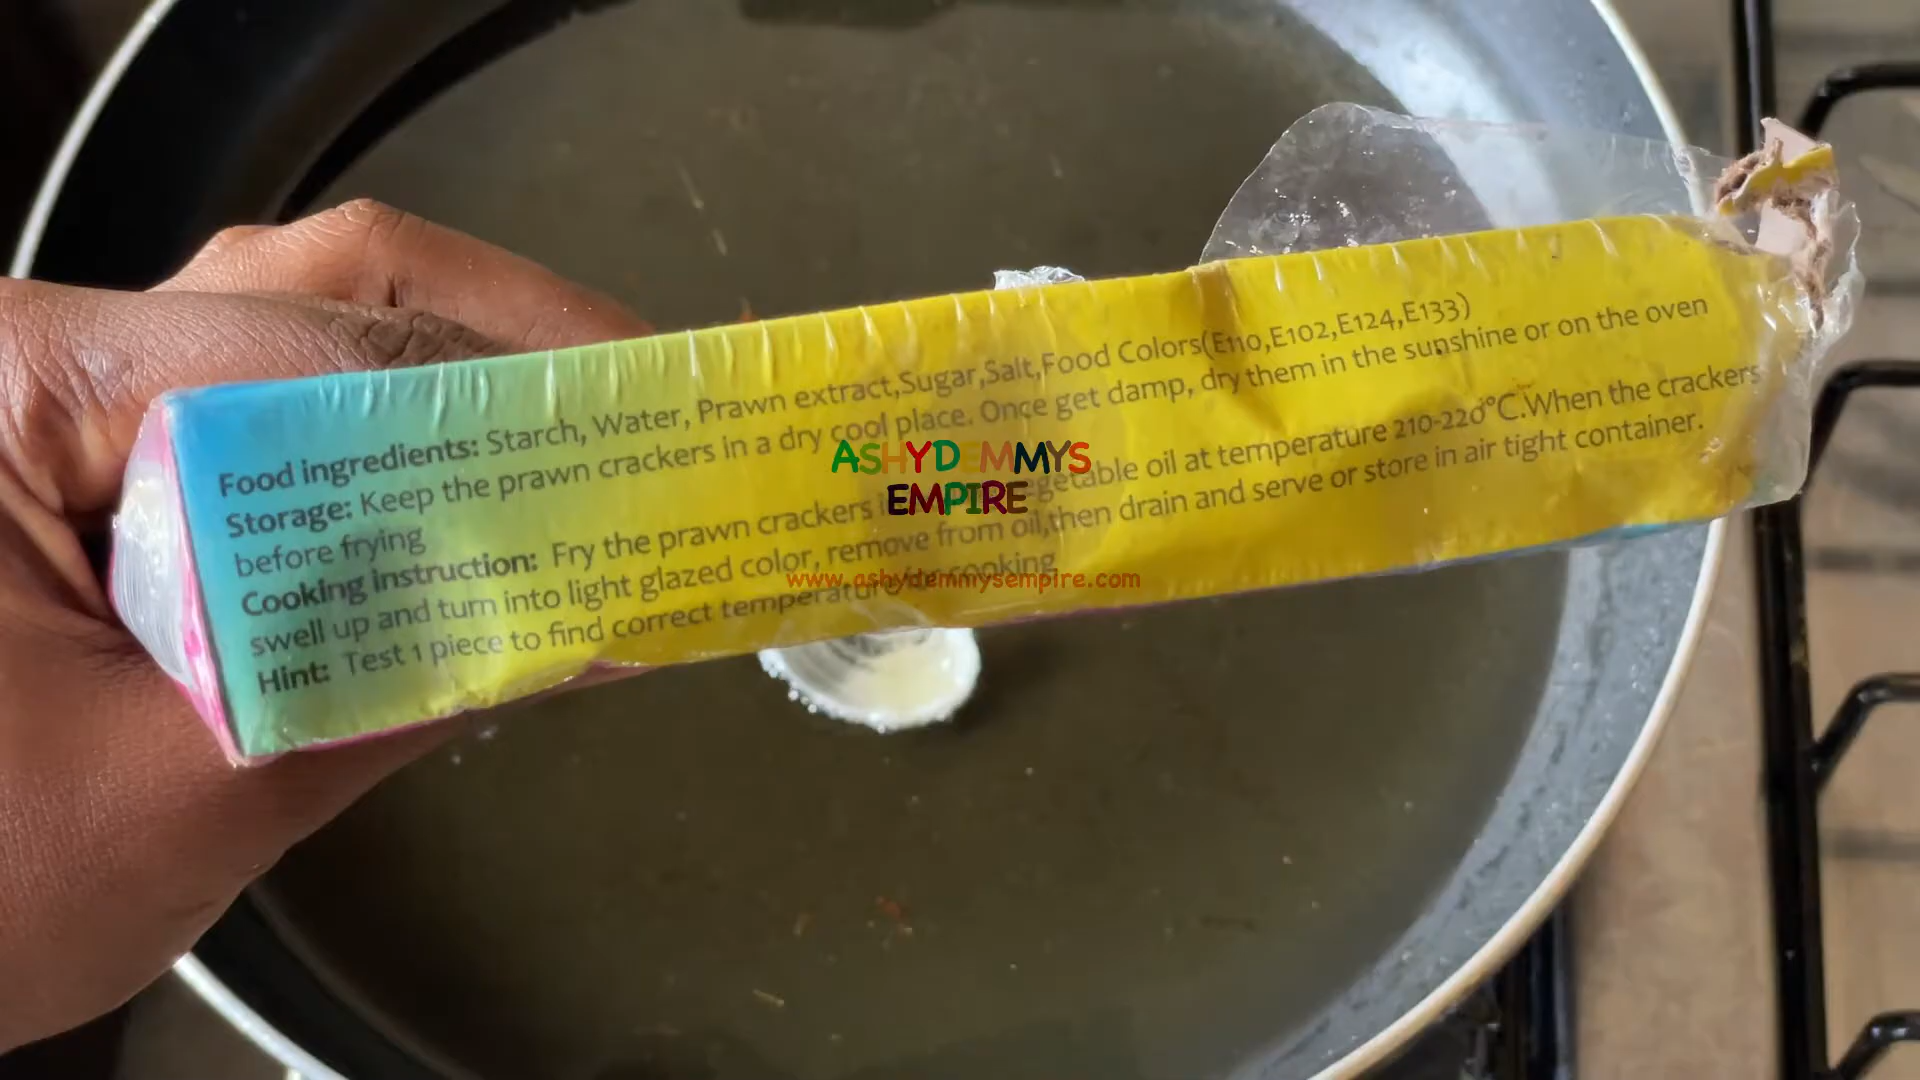 Food ingredients: Starch, Water, Prawn extract,Sugar,Salt,Food Colors(E110,E102,E124,E133)
Storage: Keep the prawn crackers in a dry cool place. Once get damp, dry them in the sunshine or on the oven
before frying
Cooking instruction: Fry the prawn crackers vegetable oil at temperature 210-220°C.When the crackers
swell up and turn into light glazed color, remove from oil,then drain and serve or store in air tight container.
Hint: Test 1 piece to find correct temperature cooking
ASHYDEMMYS
EMPIRE
www.ashydemmysempire.com